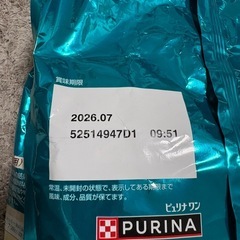 賞味期限
2026.07
52514947D1 09:51
常温、未開封の状態で、表示してある期限まで
風味、成分、品質が保てます。
ピュリナ ワン
PURINA